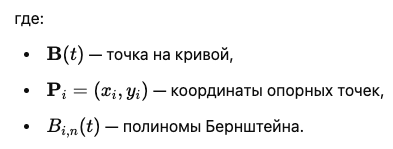 где:
• B(t) — точка на кривой,
• Pᵢ = (xᵢ, yᵢ) — координаты опорных точек,
• Bᵢ,ₙ(t) — полиномы Бернштейна.